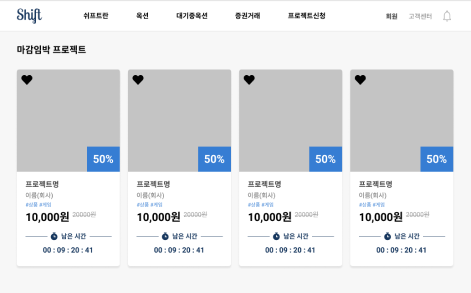 Shift 쉬프트란 옥션 대기중옥션 증권거래 프로젝트신청 회원 고객센터
마감임박 프로젝트
50% 50% 50% 50%
프로젝트명 프로젝트명 프로젝트명 프로젝트명
이름(회사) 이름(회사) 이름(회사) 이름(회사)
#상품 #게임 #상품 #게임 #상품 #게임 #상품 #게임
10,000원 20000원 10,000원 20000원 10,000원 20000원 10,000원 20000원
남은 시간 남은 시간 남은 시간 남은 시간
00 : 09 : 20 : 41 00 : 09 : 20 : 41 00 : 09 : 20 : 41 00 : 09 : 20 : 41